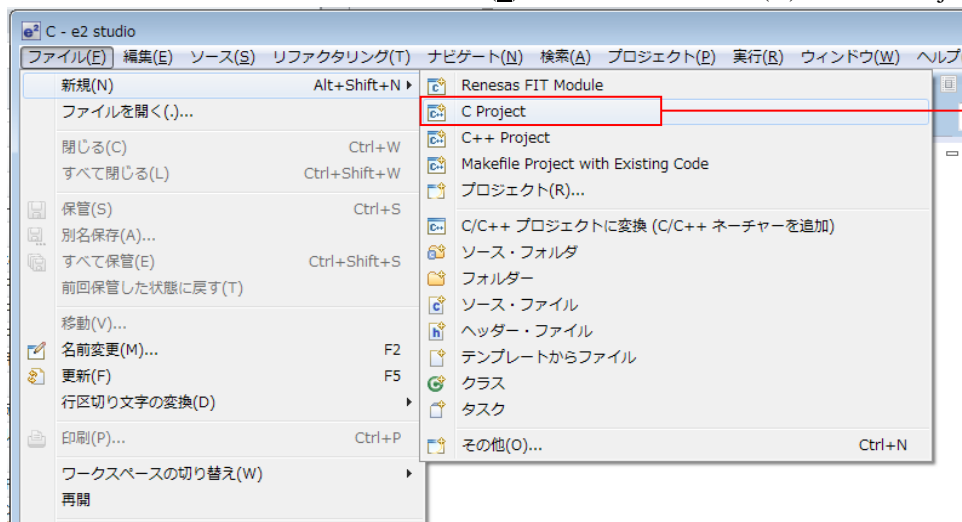 C - e2 studio
ファイル(F) 編集(E) ソース(S) リファクタリング(T) ナビゲート(N) 検索(A) プロジェクト(P) 実行(R) ウィンドウ(W) ヘルプ(
新規(N) Alt+Shift+N
ファイルを開く(.)...
閉じる(C) Ctrl+W
すべて閉じる(L) Ctrl+Shift+W
保管(S) Ctrl+S
別名保存(A)...
すべて保管(E) Ctrl+Shift+S
前回保管した状態に戻す(T)
移動(V)...
名前変更(M)... F2
更新(F) F5
行区切り文字の変換(D)
印刷(P)... Ctrl+P
ワークスペースの切り替え(W)
再開
Renesas FIT Module
C Project
C++ Project
Makefile Project with Existing Code
プロジェクト(R)...
C/C++ プロジェクトに変換 (C/C++ ネーチャーを追加)
ソース・フォルダ
フォルダー
ソース・ファイル
ヘッダー・ファイル
テンプレートからファイル
クラス
タスク
その他(O)... Ctrl+N